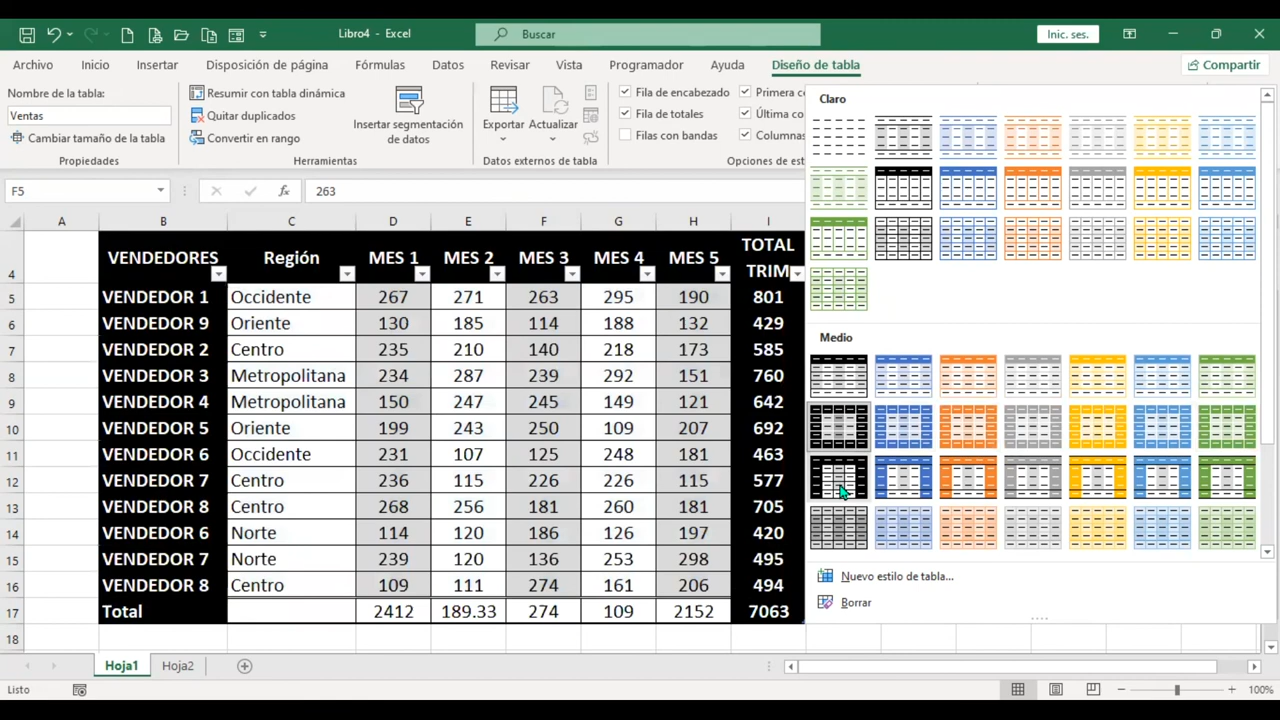 Libro4 - Excel
Buscar
Inic. ses.
Archivo Inicio Insertar Disposición de página Fórmulas Datos Revisar Vista Programador Ayuda Diseño de tabla Compartir
Nombre de la tabla:
Ventas
Cambiar tamaño de la tabla
Propiedades
Resumir con tabla dinámica
Quitar duplicados
Convertir en rango
Insertar segmentación
de datos
Herramientas
Exportar Actualizar
Datos externos de tabla
Fila de encabezado Primera c
Fila de totales Última co
Filas con bandas Columnas
Opciones de est
F5 fx 263
A B C D E F G H I
4 VENDEDORES Región MES 1 MES 2 MES 3 MES 4 MES 5 TOTAL
TRIM
5 VENDEDOR 1 Occidente 267 271 263 295 190 801
6 VENDEDOR 9 Oriente 130 185 114 188 132 429
7 VENDEDOR 2 Centro 235 210 140 218 173 585
8 VENDEDOR 3 Metropolitana 234 287 239 292 151 760
9 VENDEDOR 4 Metropolitana 150 247 245 149 121 642
10 VENDEDOR 5 Oriente 199 243 250 109 207 692
11 VENDEDOR 6 Occidente 231 107 125 248 181 463
12 VENDEDOR 7 Centro 236 115 226 226 115 577
13 VENDEDOR 8 Centro 268 256 181 260 181 705
14 VENDEDOR 6 Norte 114 120 186 126 197 420
15 VENDEDOR 7 Norte 239 120 136 253 298 495
16 VENDEDOR 8 Centro 109 111 274 161 206 494
17 Total 2412 189.33 274 109 2152 7063
18
Claro
Medio
Nuevo estilo de tabla...
Borrar
Hoja1 Hoja2
Listo
100%